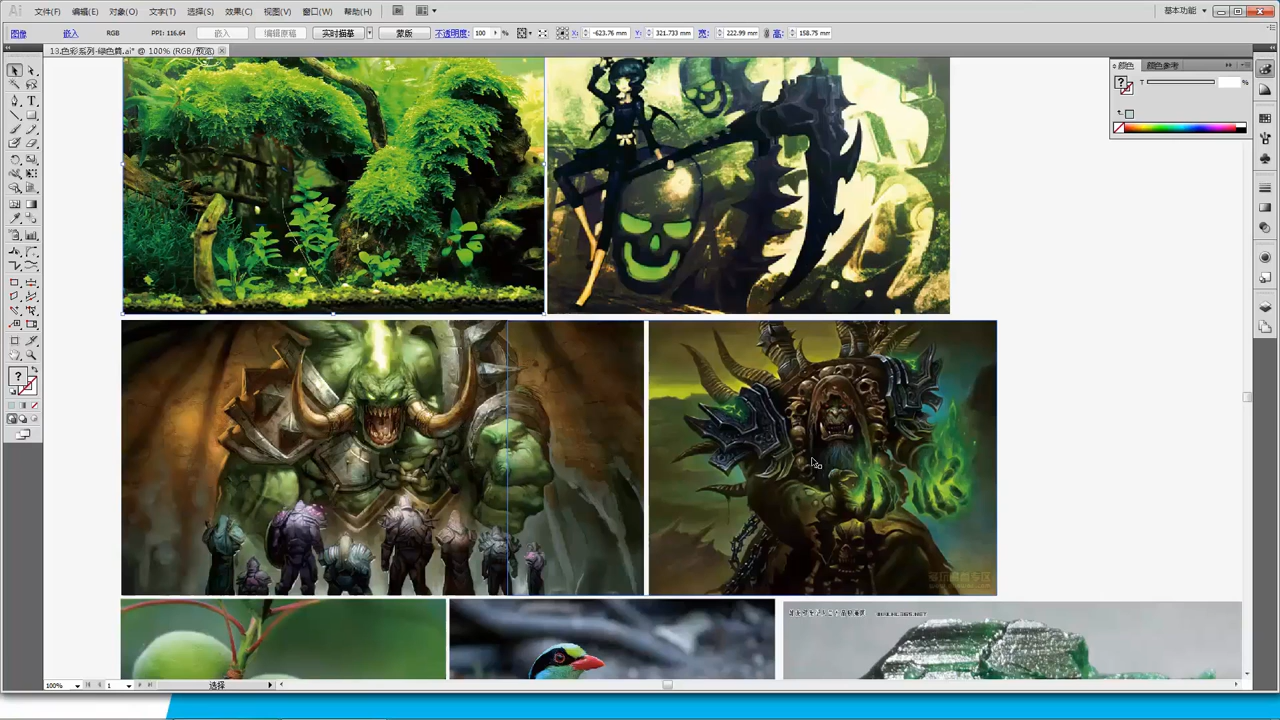 Ai 文件(F) 编辑(E) 对象(O) 文字(T) 选择(S) 效果(C) 视图(V) 窗口(W) 帮助(H) Br 基本功能
图像 嵌入 RGB PPI: 116.64 嵌入 编辑原稿 实时描摹 蒙版 不透明度: 100 % X: -623.76 mm Y: 321.733 mm 宽: 222.99 mm 高: 158.75 mm
13.色彩系列-绿色篇.ai* @ 100% (RGB/预览)
颜色 颜色参考
T %
WWW.HC365.NET
100% 1 选择